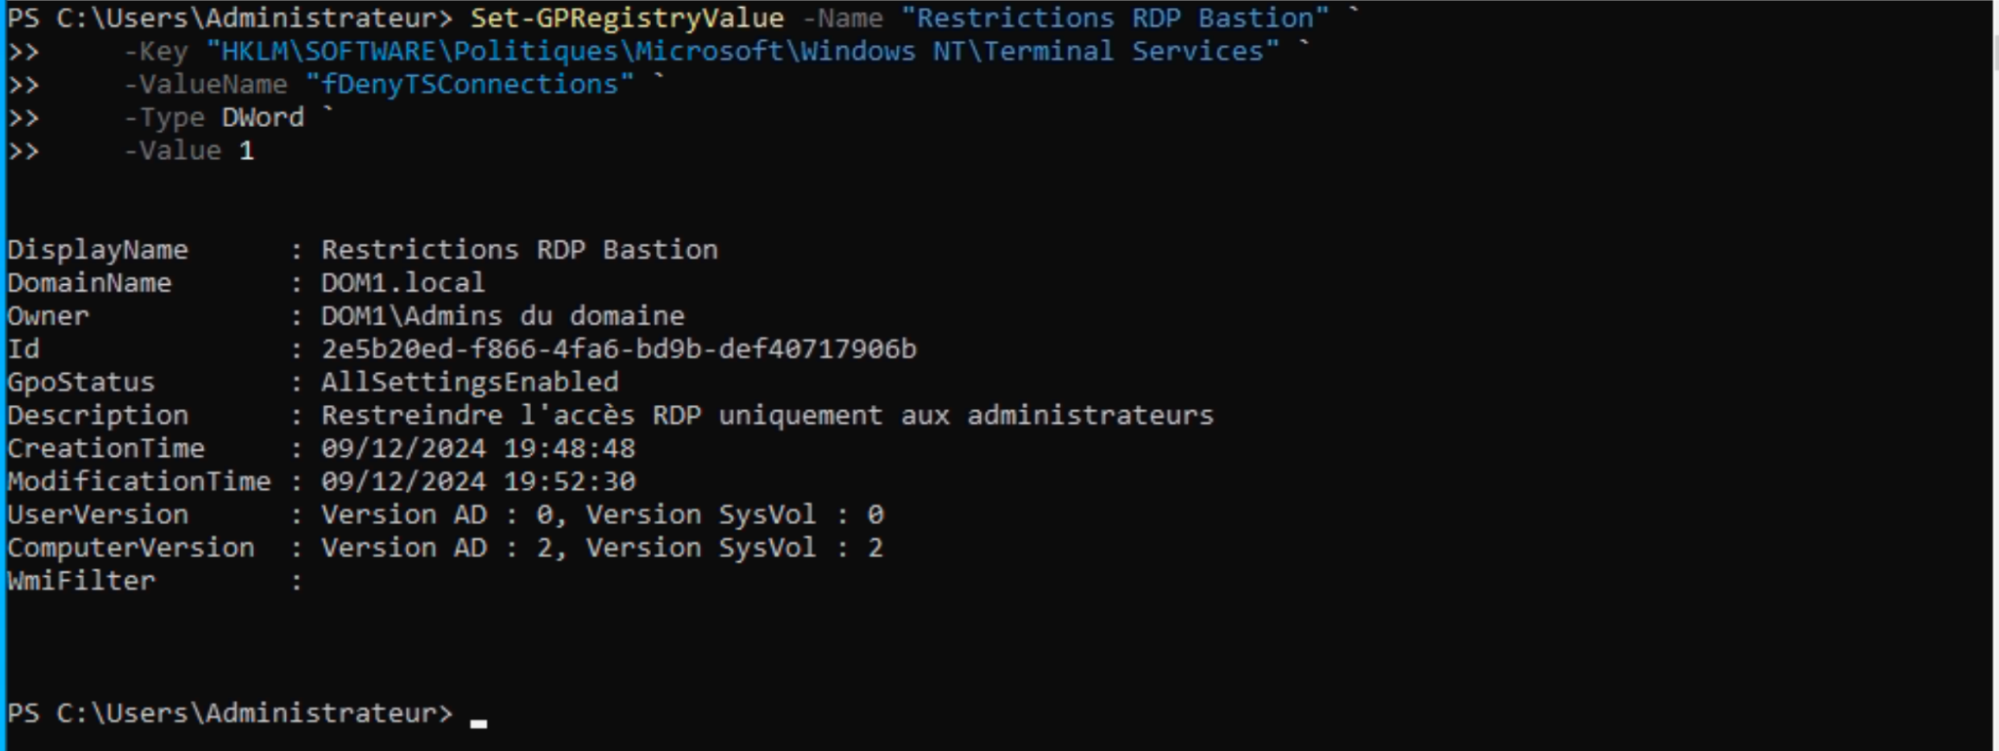 PS C:\Users\Administrateur> Set-GPRegistryValue -Name "Restrictions RDP Bastion" `
>>     -Key "HKLM\SOFTWARE\Politiques\Microsoft\Windows NT\Terminal Services" `
>>     -ValueName "fDenyTSConnections" `
>>     -Type DWord `
>>     -Value 1
DisplayName      : Restrictions RDP Bastion
DomainName       : DOM1.local
Owner            : DOM1\Admins du domaine
Id               : 2e5b20ed-f866-4fa6-bd9b-def40717906b
GpoStatus        : AllSettingsEnabled
Description      : Restreindre l'accès RDP uniquement aux administrateurs
CreationTime     : 09/12/2024 19:48:48
ModificationTime : 09/12/2024 19:52:30
UserVersion      : Version AD : 0, Version SysVol : 0
ComputerVersion  : Version AD : 2, Version SysVol : 2
WmiFilter        :
PS C:\Users\Administrateur> _